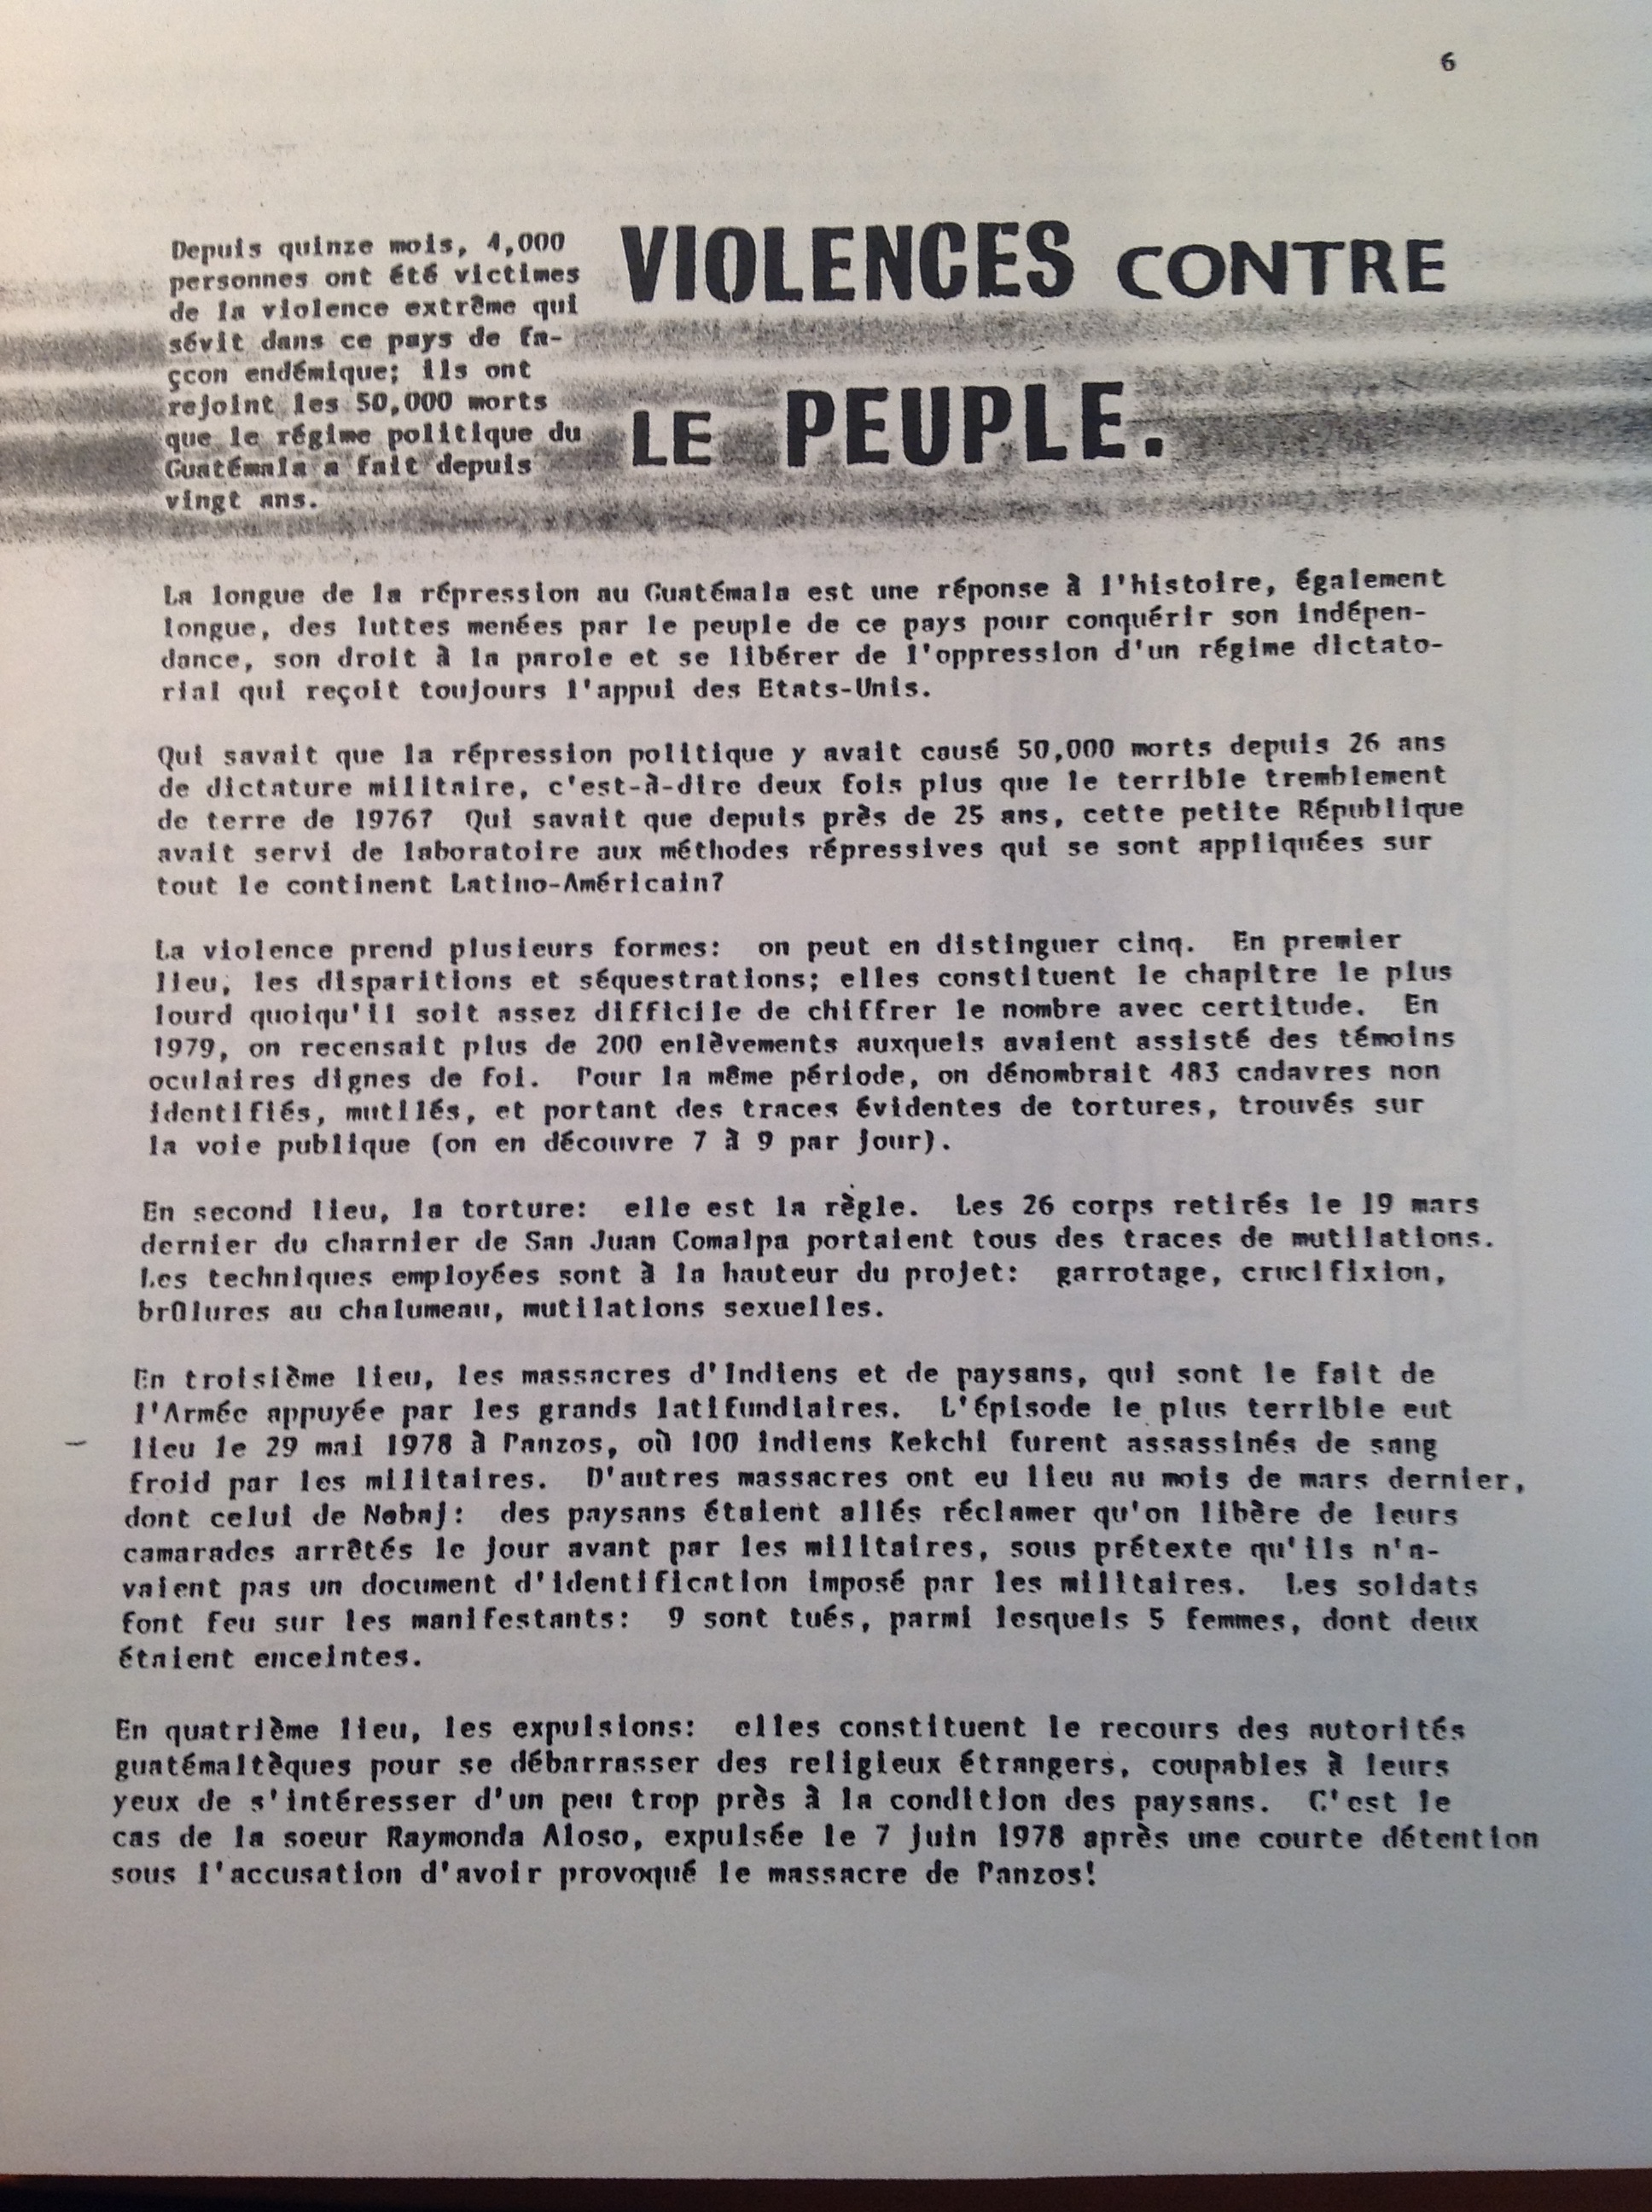 6
VIOLENCES CONTRE
LE PEUPLE.
Depuis quinze mois, 4,000
personnes ont été victimes
de la violence extrême qui
sévit dans ce pays de fa-
çcon endémique; ils ont
rejoint les 50,000 morts
que le régime politique du
Guatémala a fait depuis
vingt ans.
La longue de la répression au Guatémala est une réponse à l'histoire, également
longue, des luttes menées par le peuple de ce pays pour conquérir son indépen-
dance, son droit à la parole et se libérer de l'oppression d'un régime dictato-
rial qui reçoit toujours l'appui des Etats-Unis.
Qui savait que la répression politique y avait causé 50,000 morts depuis 26 ans
de dictature militaire, c'est-à-dire deux fois plus que le terrible tremblement
de terre de 1976? Qui savait que depuis près de 25 ans, cette petite République
avait servi de laboratoire aux méthodes répressives qui se sont appliquées sur
tout le continent Latino-Américain?
La violence prend plusieurs formes: on peut en distinguer cinq. En premier
lieu, les disparitions et séquestrations; elles constituent le chapitre le plus
lourd quoiqu'il soit assez difficile de chiffrer le nombre avec certitude. En
1979, on recensait plus de 200 enlèvements auxquels avaient assisté des témoins
oculaires dignes de foi. Pour la même période, on dénombrait 483 cadavres non
identifiés, mutilés, et portant des traces évidentes de tortures, trouvés sur
la voie publique (on en découvre 7 à 9 par jour).
En second lieu, la torture: elle est la règle. Les 26 corps retirés le 19 mars
dernier du charnier de San Juan Comalpa portaient tous des traces de mutilations.
Les techniques employées sont à la hauteur du projet: garrotage, crucifixion,
brûlures au chalumeau, mutilations sexuelles.
En troisième lieu, les massacres d'Indiens et de paysans, qui sont le fait de
l'Armée appuyée par les grands latifundiaires. L'épisode le plus terrible eut
lieu le 29 mai 1978 à Panzos, où 100 indiens Kekchi furent assassinés de sang
froid par les militaires. D'autres massacres ont eu lieu au mois de mars dernier,
dont celui de Nebaj: des paysans étaient allés réclamer qu'on libère de leurs
camarades arrêtés le jour avant par les militaires, sous prétexte qu'ils n'a-
vaient pas un document d'identification imposé par les militaires. Les soldats
font feu sur les manifestants: 9 sont tués, parmi lesquels 5 femmes, dont deux
étaient enceintes.
En quatrième lieu, les expulsions: elles constituent le recours des autorités
guatémaltèques pour se débarrasser des religieux étrangers, coupables à leurs
yeux de s'intéresser d'un peu trop près à la condition des paysans. C'est le
cas de la soeur Raymonda Aloso, expulsée le 7 juin 1978 après une courte détention
sous l'accusation d'avoir provoqué le massacre de Panzos!